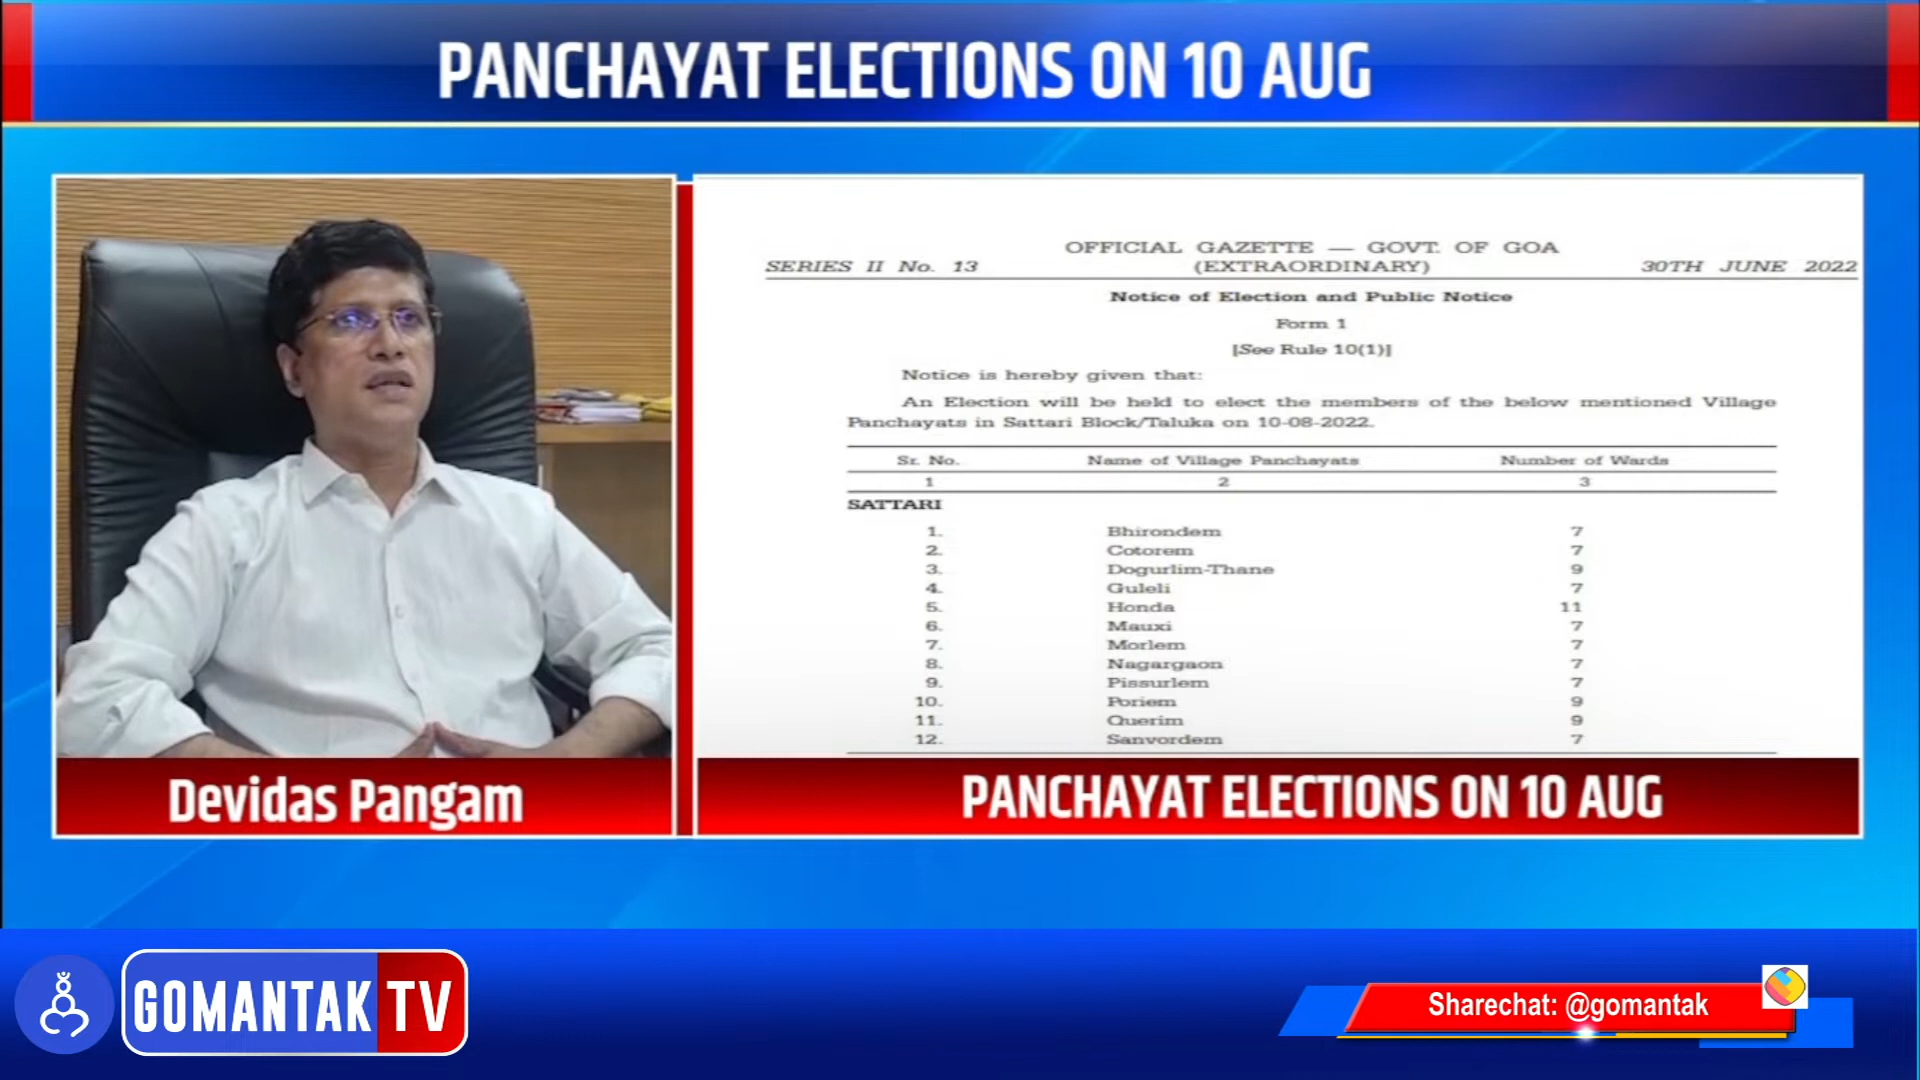 PANCHAYAT ELECTIONS ON 10 AUG
OFFICIAL GAZETTE — GOVT. OF GOA
SERIES II No. 13 (EXTRAORDINARY) 30TH JUNE 2022
Notice of Election and Public Notice
Form 1
[See Rule 10(1)]
Notice is hereby given that:
An Election will be held to elect the members of the below mentioned Village
Panchayats in Sattari Block/Taluka on 10-08-2022.
Sr. No. Name of Village Panchayats Number of Wards
1 2 3
SATTARI
1. Bhirondem 7
2. Cotorem 7
3. Dogurlim-Thane 9
4. Guleli 7
5. Honda 11
6. Mauxi 7
7. Morlem 7
8. Nagargaon 7
9. Pissurlem 7
10. Poriem 9
11. Querim 9
12. Sanvordem 7
Devidas Pangam
PANCHAYAT ELECTIONS ON 10 AUG
GOMANTAK TV
Sharechat: @gomantak